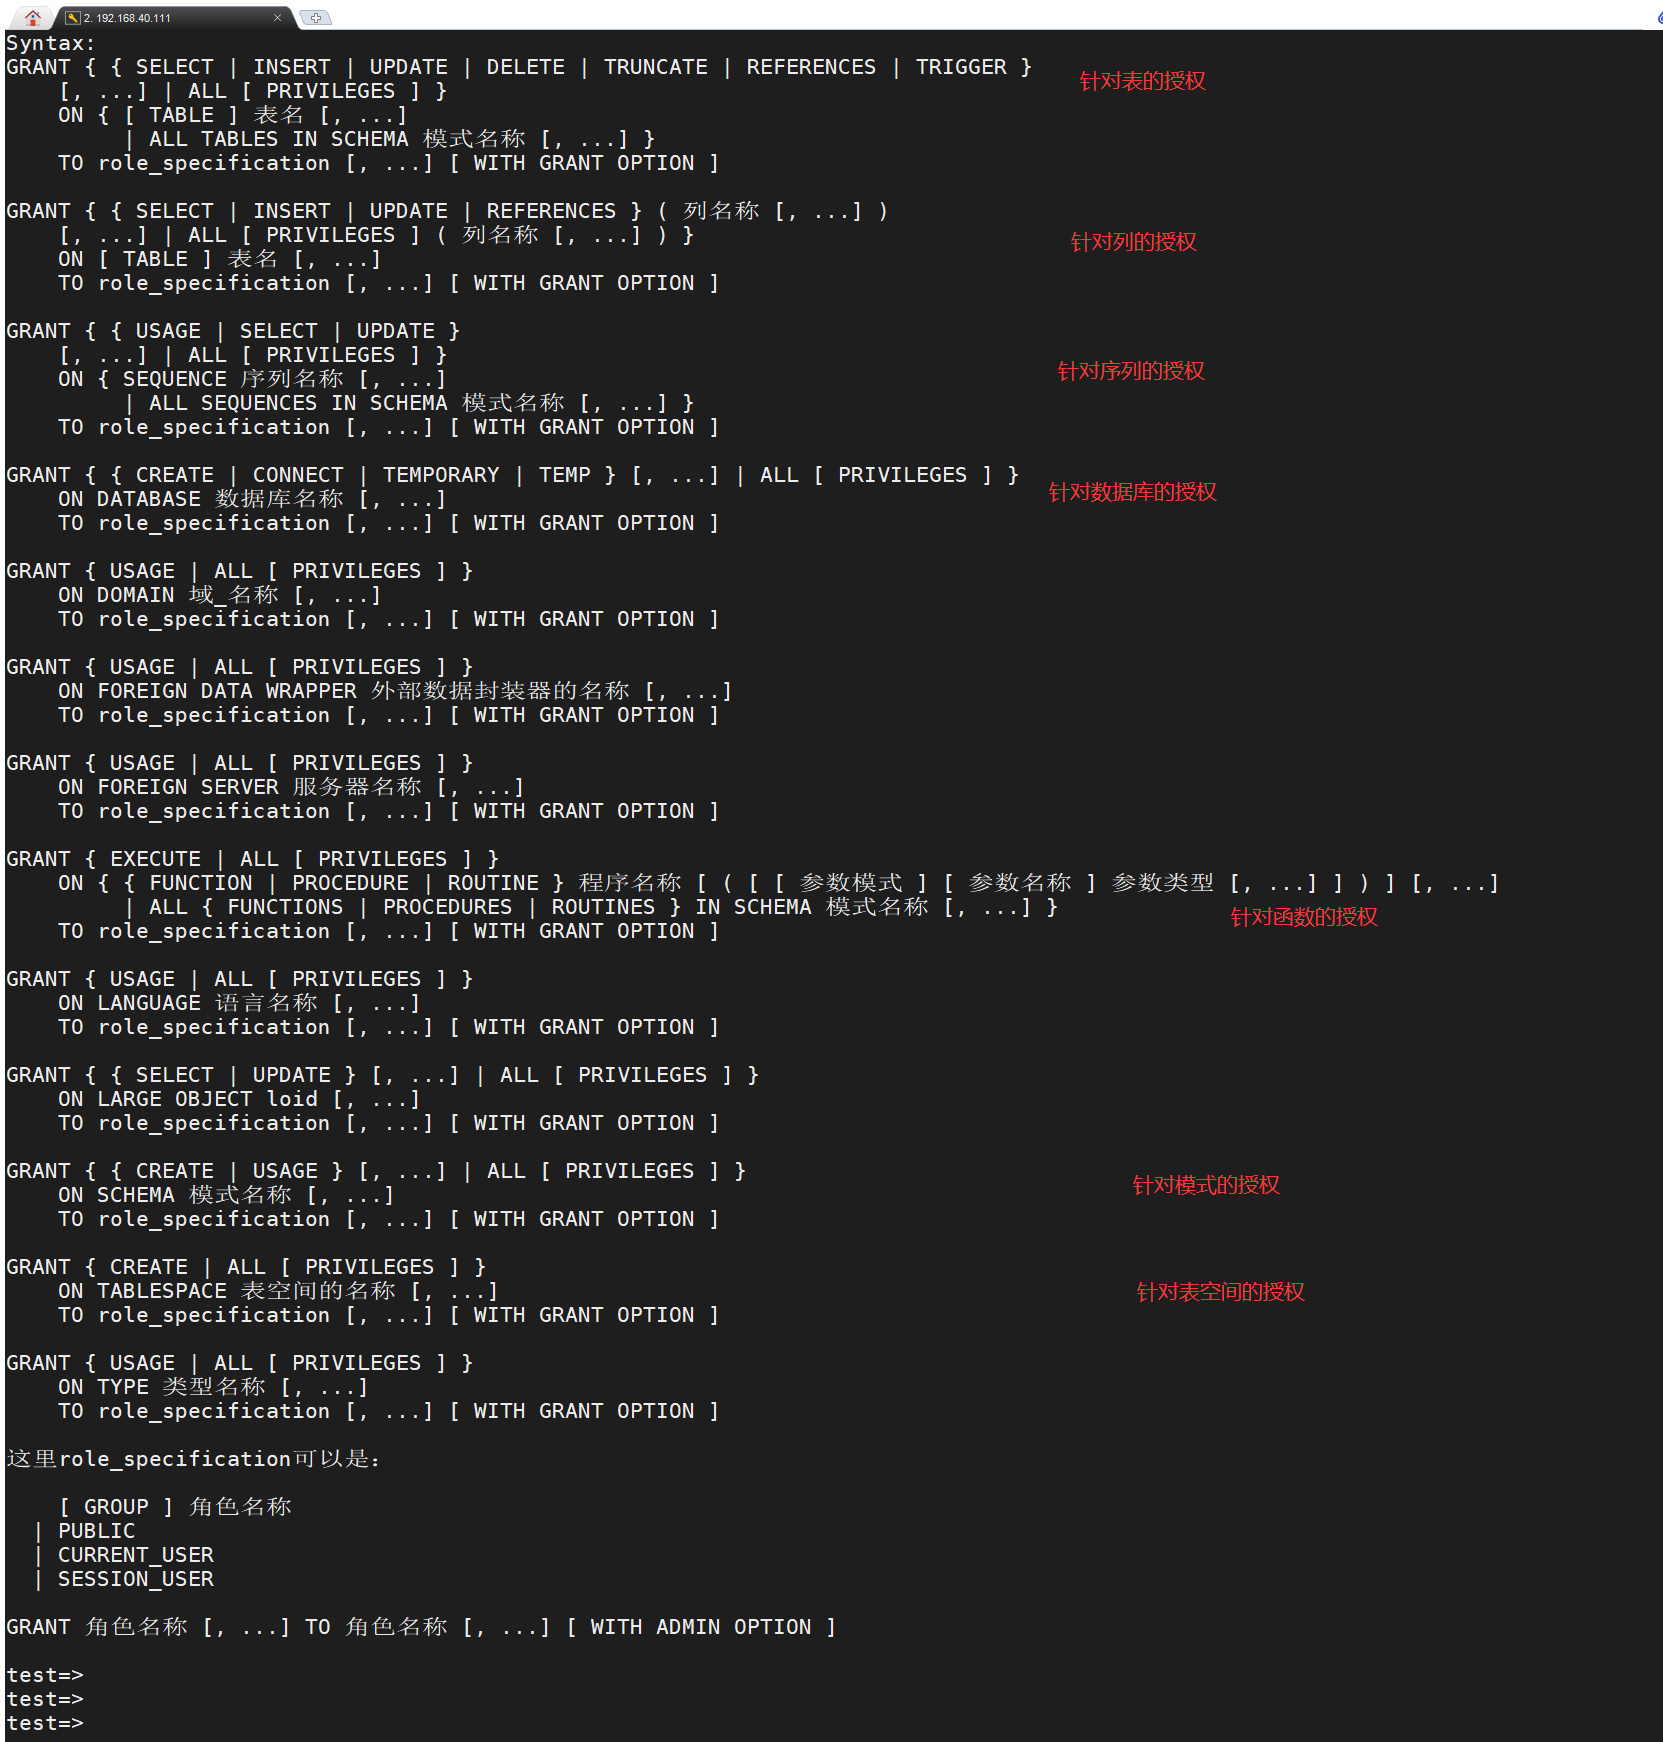 2. 192.168.40.111
Syntax:
GRANT { { SELECT | INSERT | UPDATE | DELETE | TRUNCATE | REFERENCES | TRIGGER }
针对表的授权
    [, ...] | ALL [ PRIVILEGES ] }
    ON { [ TABLE ] 表名 [, ...]
         | ALL TABLES IN SCHEMA 模式名称 [, ...] }
    TO role_specification [, ...] [ WITH GRANT OPTION ]
GRANT { { SELECT | INSERT | UPDATE | REFERENCES } ( 列名称 [, ...] )
    [, ...] | ALL [ PRIVILEGES ] ( 列名称 [, ...] ) }
针对列的授权
    ON [ TABLE ] 表名 [, ...]
    TO role_specification [, ...] [ WITH GRANT OPTION ]
GRANT { { USAGE | SELECT | UPDATE }
    [, ...] | ALL [ PRIVILEGES ] }
针对序列的授权
    ON { SEQUENCE 序列名称 [, ...]
         | ALL SEQUENCES IN SCHEMA 模式名称 [, ...] }
    TO role_specification [, ...] [ WITH GRANT OPTION ]
GRANT { { CREATE | CONNECT | TEMPORARY | TEMP } [, ...] | ALL [ PRIVILEGES ] }
针对数据库的授权
    ON DATABASE 数据库名称 [, ...]
    TO role_specification [, ...] [ WITH GRANT OPTION ]
GRANT { USAGE | ALL [ PRIVILEGES ] }
    ON DOMAIN 域_名称 [, ...]
    TO role_specification [, ...] [ WITH GRANT OPTION ]
GRANT { USAGE | ALL [ PRIVILEGES ] }
    ON FOREIGN DATA WRAPPER 外部数据封装器的名称 [, ...]
    TO role_specification [, ...] [ WITH GRANT OPTION ]
GRANT { USAGE | ALL [ PRIVILEGES ] }
    ON FOREIGN SERVER 服务器名称 [, ...]
    TO role_specification [, ...] [ WITH GRANT OPTION ]
GRANT { EXECUTE | ALL [ PRIVILEGES ] }
    ON { { FUNCTION | PROCEDURE | ROUTINE } 程序名称 [ ( [ [ 参数模式 ] [ 参数名称 ] 参数类型 [, ...] ] ) ] [, ...]
         | ALL { FUNCTIONS | PROCEDURES | ROUTINES } IN SCHEMA 模式名称 [, ...] }
针对函数的授权
    TO role_specification [, ...] [ WITH GRANT OPTION ]
GRANT { USAGE | ALL [ PRIVILEGES ] }
    ON LANGUAGE 语言名称 [, ...]
    TO role_specification [, ...] [ WITH GRANT OPTION ]
GRANT { { SELECT | UPDATE } [, ...] | ALL [ PRIVILEGES ] }
    ON LARGE OBJECT loid [, ...]
    TO role_specification [, ...] [ WITH GRANT OPTION ]
GRANT { { CREATE | USAGE } [, ...] | ALL [ PRIVILEGES ] }
针对模式的授权
    ON SCHEMA 模式名称 [, ...]
    TO role_specification [, ...] [ WITH GRANT OPTION ]
GRANT { CREATE | ALL [ PRIVILEGES ] }
    ON TABLESPACE 表空间的名称 [, ...]
针对表空间的授权
    TO role_specification [, ...] [ WITH GRANT OPTION ]
GRANT { USAGE | ALL [ PRIVILEGES ] }
    ON TYPE 类型名称 [, ...]
    TO role_specification [, ...] [ WITH GRANT OPTION ]
这里role_specification可以是：
    [ GROUP ] 角色名称
  | PUBLIC
  | CURRENT_USER
  | SESSION_USER
GRANT 角色名称 [, ...] TO 角色名称 [, ...] [ WITH ADMIN OPTION ]
test=>
test=>
test=>